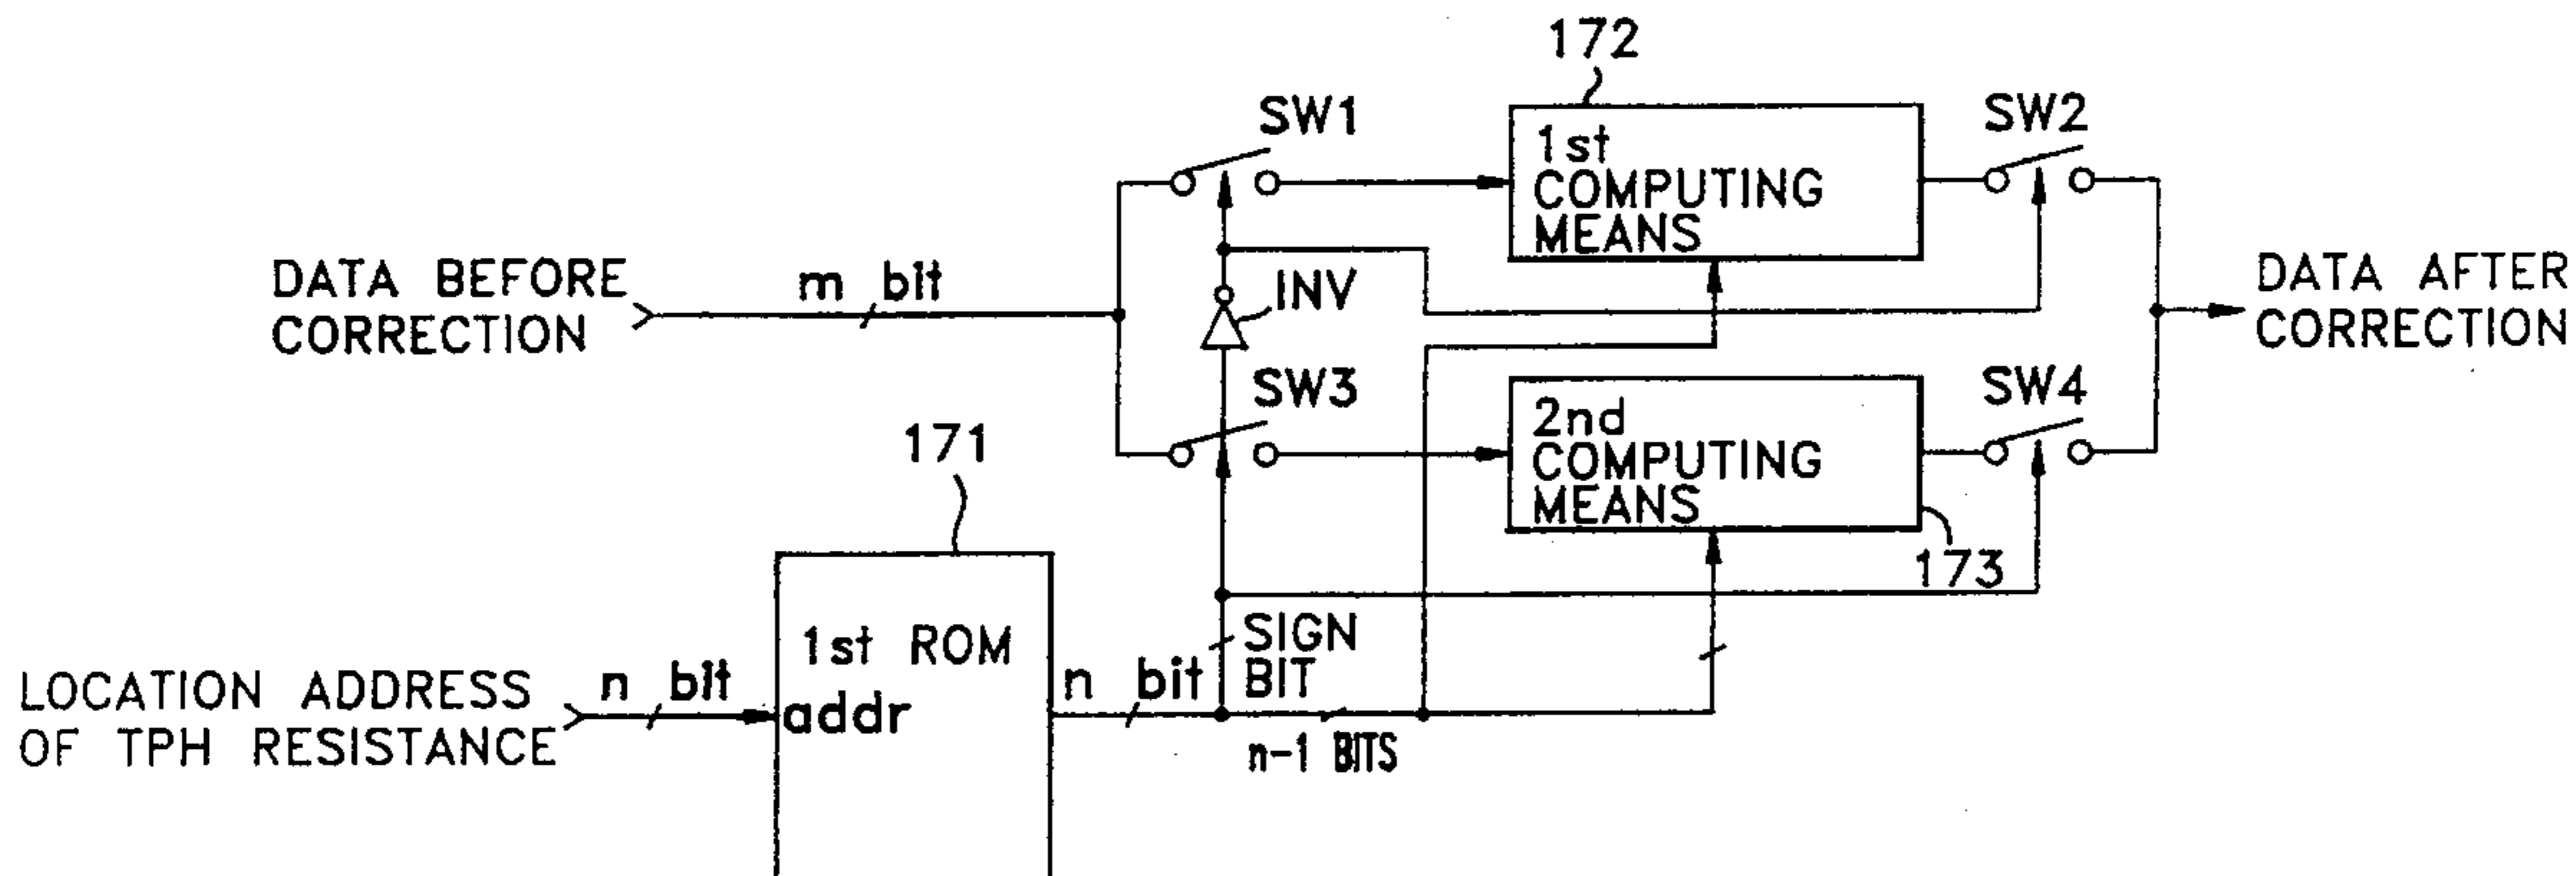 172
SW1
SW2
1st
COMPUTING
MEANS
DATA BEFORE
CORRECTION
m bit
INV
DATA AFTER
CORRECTION
SW3
SW4
171
2nd
COMPUTING
MEANS
173
1st ROM
addr
SIGN
BIT
LOCATION ADDRESS
OF TPH RESISTANCE
n bit
n bit
n-1 BITS